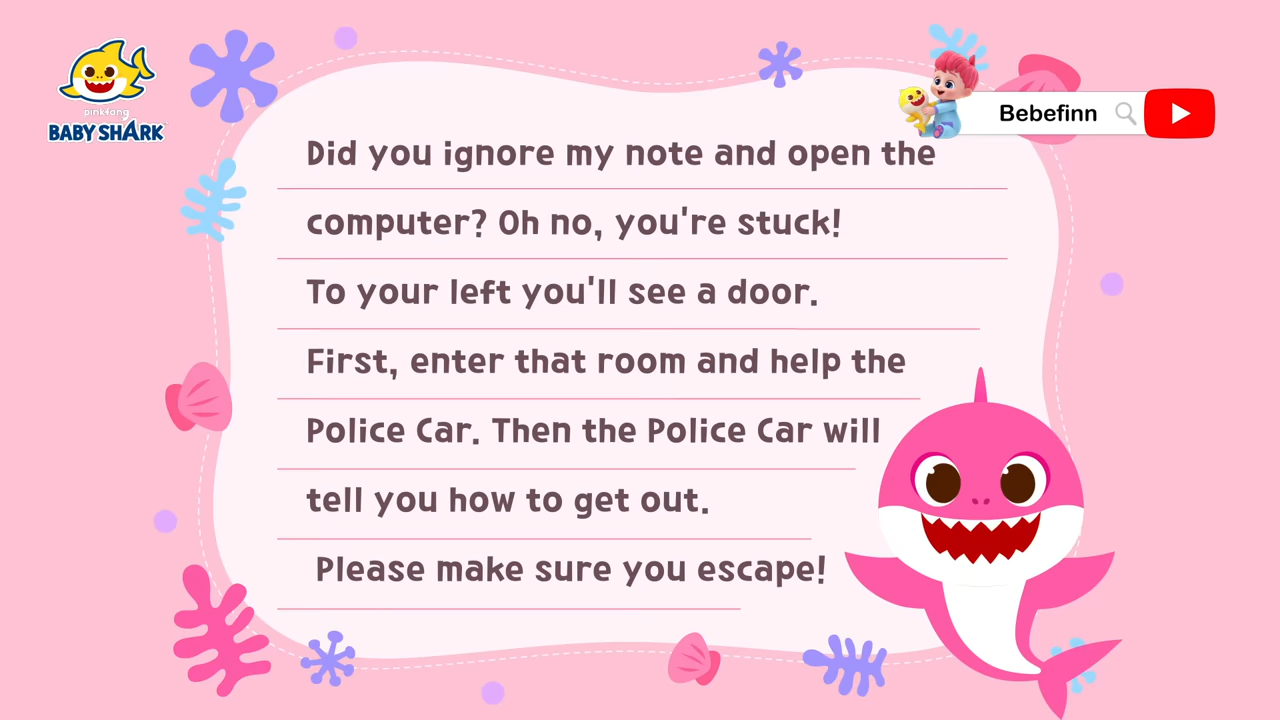 pinkfong
BABY SHARK
Bebefinn
Did you ignore my note and open the
computer? Oh no, you're stuck!
To your left you'll see a door.
First, enter that room and help the
Police Car. Then the Police Car will
tell you how to get out.
Please make sure you escape!